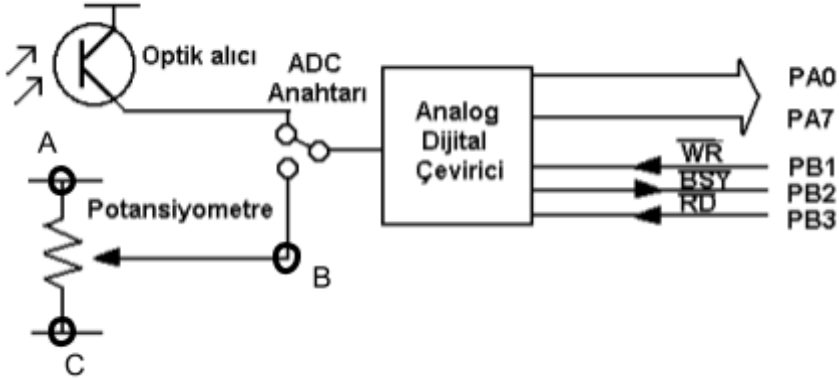 Optik alıcı
ADC
Anahtarı
Analog
Dijital
Çevirici
PA0
PA7
WR
PB1
BSY
PB2
RD
PB3
A
Potansiyometre
B
C